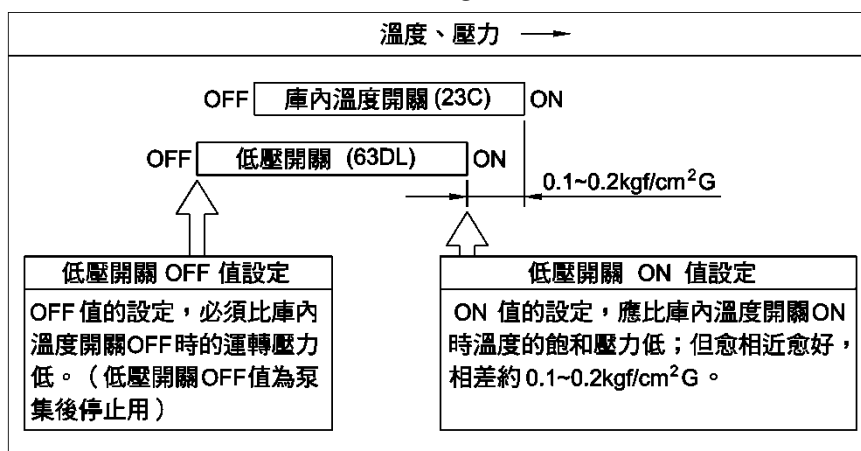 溫度、壓力 →
OFF 庫內溫度開關(23C) ON
OFF 低壓開關 (63DL) ON
0.1~0.2kgf/cm²G
低壓開關 OFF 值設定
OFF值的設定，必須比庫內
溫度開關OFF時的運轉壓力
低。（低壓開關OFF值為泵
集後停止用）
低壓開關 ON 值設定
ON 值的設定，應比庫內溫度開關ON
時溫度的飽和壓力低；但愈相近愈好，
相差約0.1~0.2kgf/cm²G。